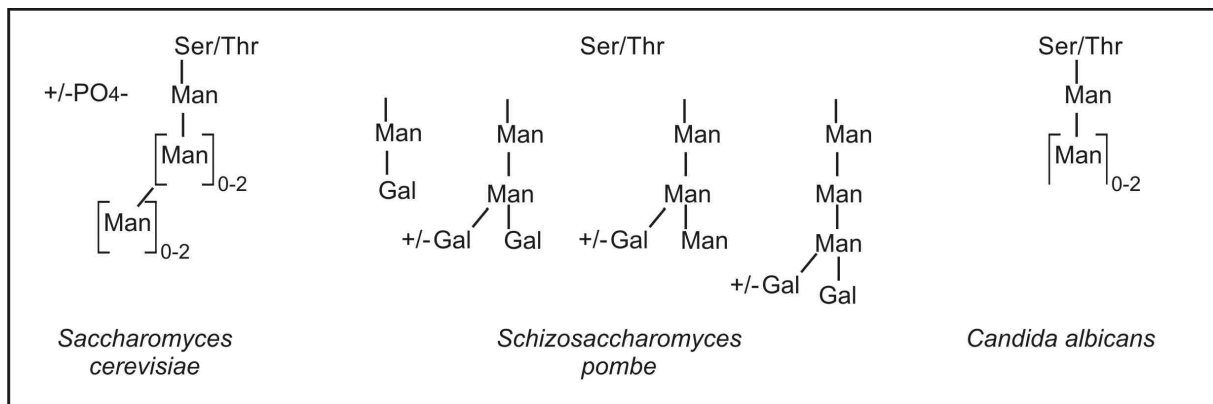 Ser/Thr
Ser/Thr
Ser/Thr
+/-PO4-
Man
Man
Man
Man
Man
Man
Man
Man
0-2
Man
0-2
Gal
Man
Man
Man
Man
0-2
+/-Gal
Gal
+/-Gal
Man
Man
+/-Gal
Gal
Saccharomyces
cerevisiae
Schizosaccharomyces
pombe
Candida albicans